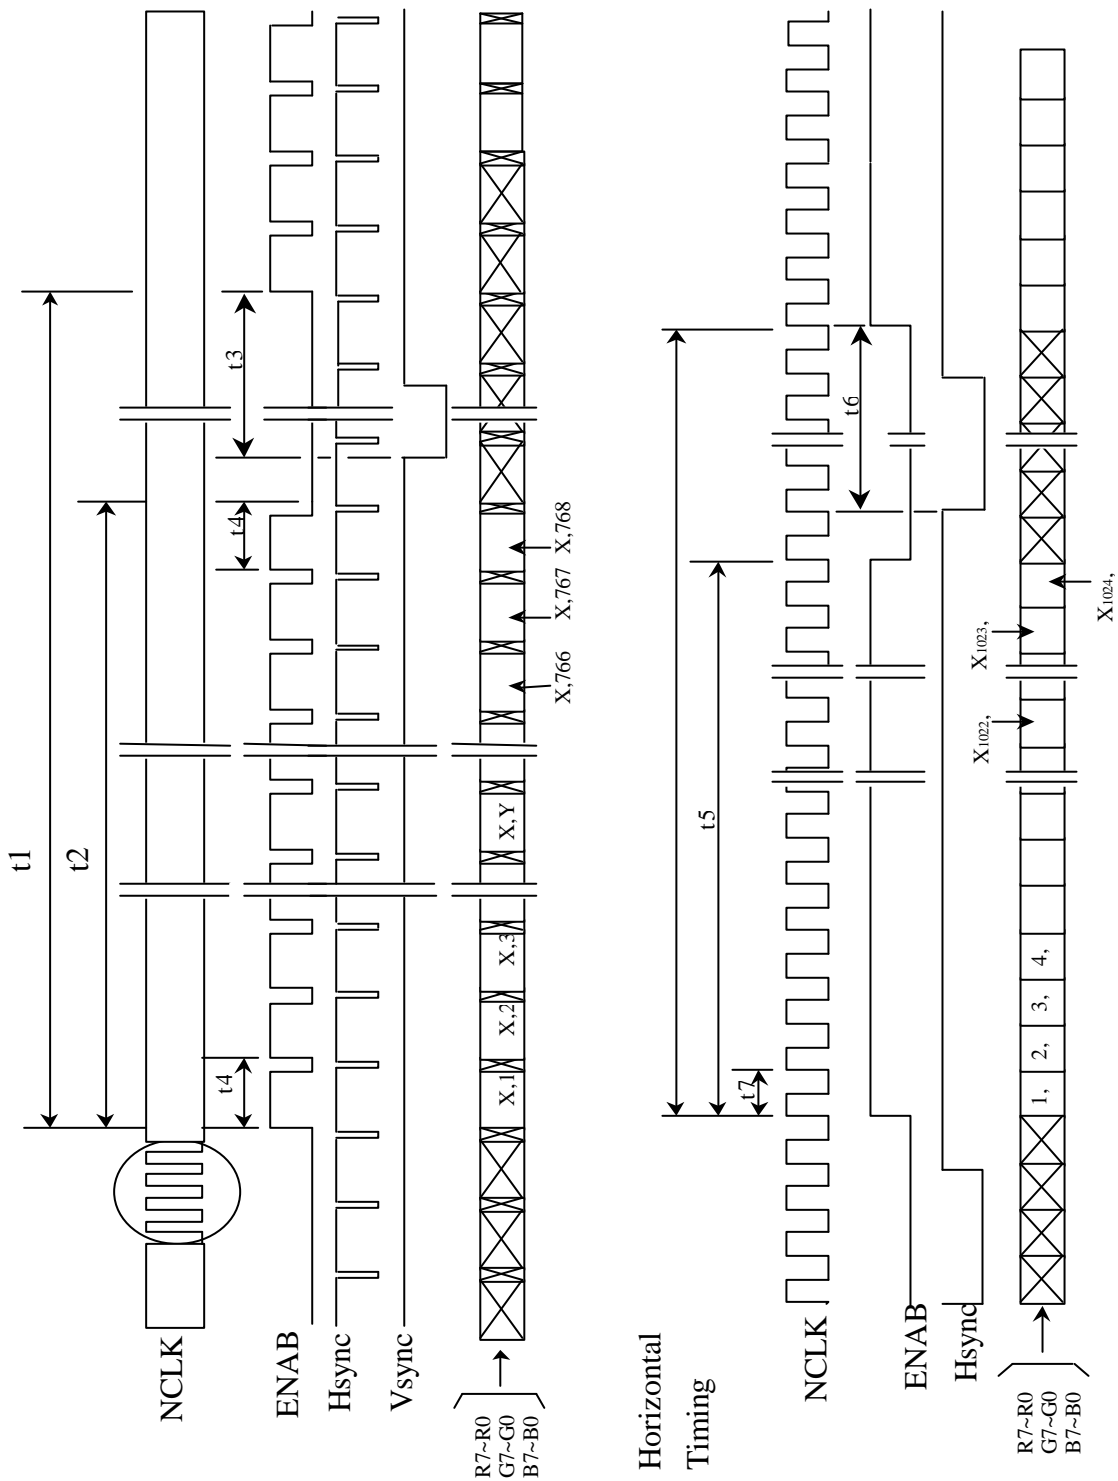 t1
t2
t3
t4
t4
NCLK
ENAB
Hsync
Vsync
R7~R0
G7~G0
B7~B0
X,1
X,2
X,3
X,Y
X,766
X,767
X,768
Horizontal
Timing
t5
t6
t7
NCLK
ENAB
Hsync
R7~R0
G7~G0
B7~B0
1,
2,
3,
4,
X1022,
X1023,
X1024,